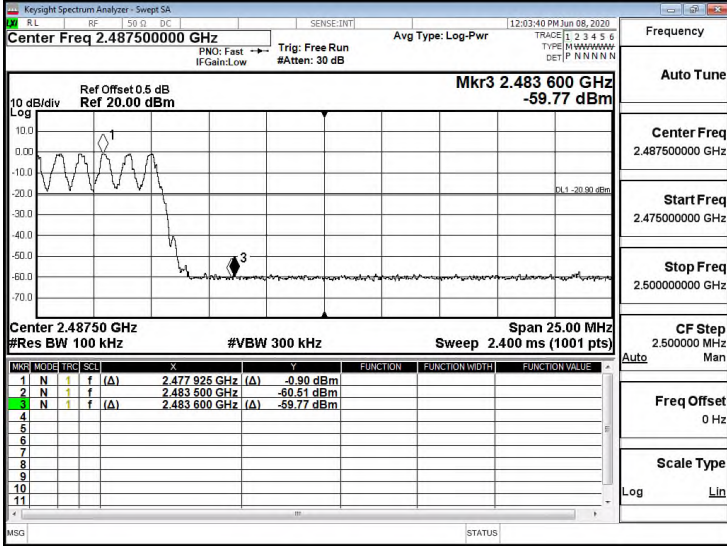 Keysight Spectrum Analyzer - Swept SA
RL RF 50 Ω DC SENSE:INT 12:03:40 PM Jun 08, 2020
Center Freq 2.487500000 GHz
PNO: Fast
IFGain:Low
Trig: Free Run
#Atten: 30 dB
Avg Type: Log-Pwr
TRACE 1 2 3 4 5 6
TYPE M W W W W W
DET P N N N N N
Ref Offset 0.5 dB
10 dB/div Ref 20.00 dBm
Mkr3 2.483 600 GHz
-59.77 dBm
Log
10.0
0.00
-10.0
-20.0
-30.0
-40.0
-50.0
-60.0
-70.0
1
3
DL1 -20.90 dBm
Center 2.48750 GHz Span 25.00 MHz
#Res BW 100 kHz #VBW 300 kHz Sweep 2.400 ms (1001 pts)
MKR MODE TRC SCL X Y FUNCTION FUNCTION WIDTH FUNCTION VALUE
1 N 1 f (Δ) 2.477 925 GHz (Δ) -0.90 dBm
2 N 1 f 2.483 500 GHz -60.51 dBm
3 N 1 f (Δ) 2.483 600 GHz (Δ) -59.77 dBm
4
5
6
7
8
9
10
11
MSG STATUS
Frequency
Auto Tune
Center Freq
2.487500000 GHz
Start Freq
2.475000000 GHz
Stop Freq
2.500000000 GHz
CF Step
2.500000 MHz
Auto Man
Freq Offset
0 Hz
Scale Type
Log Lin